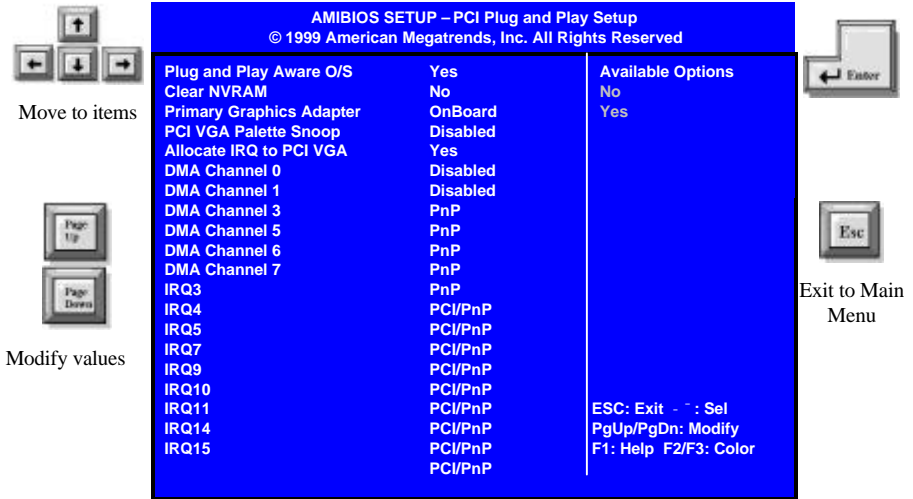 AMIBIOS SETUP – PCI Plug and Play Setup
© 1999 American Megatrends, Inc. All Rights Reserved
Plug and Play Aware O/S Yes Available Options
Clear NVRAM No No
Primary Graphics Adapter OnBoard Yes
PCI VGA Palette Snoop Disabled
Allocate IRQ to PCI VGA Yes
DMA Channel 0 Disabled
DMA Channel 1 Disabled
DMA Channel 3 PnP
DMA Channel 5 PnP
DMA Channel 6 PnP
DMA Channel 7 PnP
IRQ3 PnP
IRQ4 PCI/PnP
IRQ5 PCI/PnP
IRQ7 PCI/PnP
IRQ9 PCI/PnP
IRQ10 PCI/PnP
IRQ11 PCI/PnP ESC: Exit - ¯ : Sel
IRQ14 PCI/PnP PgUp/PgDn: Modify
IRQ15 PCI/PnP F1: Help F2/F3: Color
PCI/PnP
Move to items
Page
Up
Page
Down
Modify values
Enter
Esc
Exit to Main
Menu